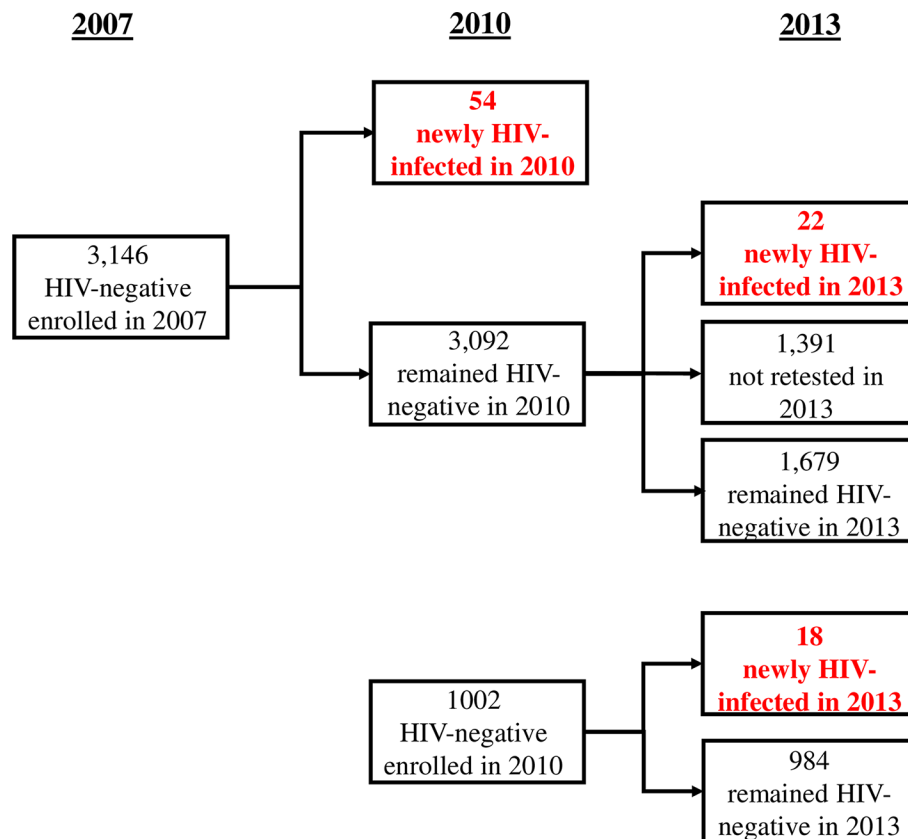 2007
2010
2013
54
newly HIV-
infected in 2010
3,146
HIV-negative
enrolled in 2007
3,092
remained HIV-
negative in 2010
22
newly HIV-
infected in 2013
1,391
not retested in
2013
1,679
remained HIV-
negative in 2013
1002
HIV-negative
enrolled in 2010
18
newly HIV-
infected in 2013
984
remained HIV-
negative in 2013